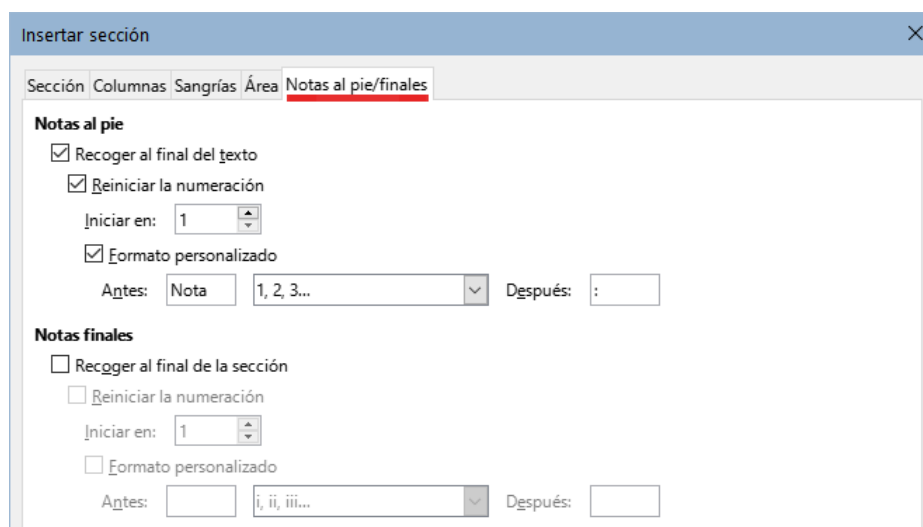 Insertar sección
Sección Columnas Sangrías Área Notas al pie/finales
Notas al pie
Recoger al final del texto
Reiniciar la numeración
Iniciar en: 1
Formato personalizado
Antes: Nota 1, 2, 3... Después: :
Notas finales
Recoger al final de la sección
Reiniciar la numeración
Iniciar en: 1
Formato personalizado
Antes: i, ii, iii... Después: